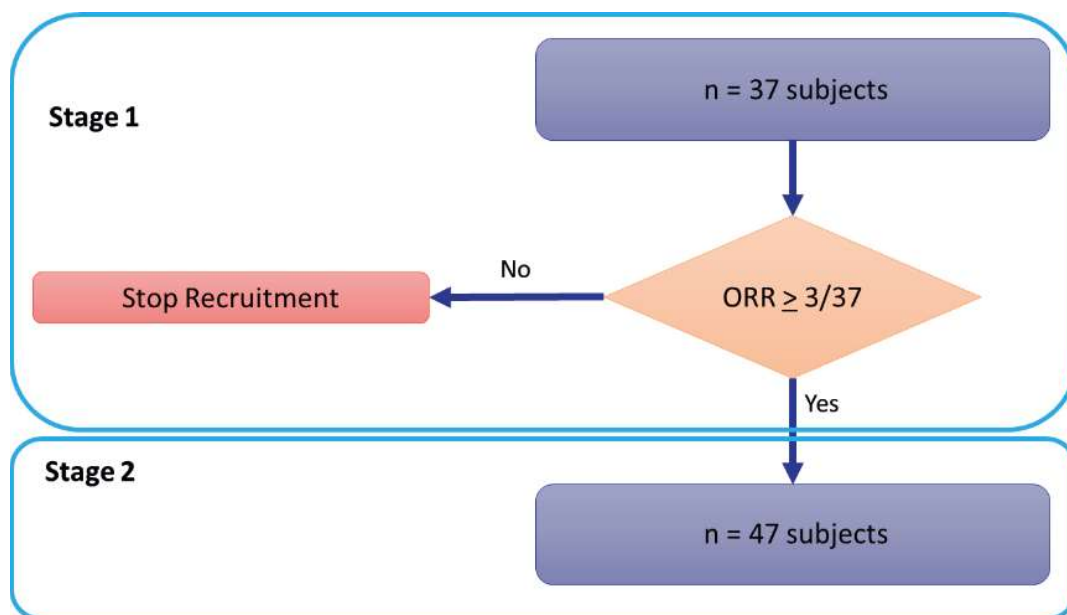 n = 37 subjects
Stage 1
No
Stop Recruitment
ORR ≥ 3/37
Yes
Stage 2
n = 47 subjects